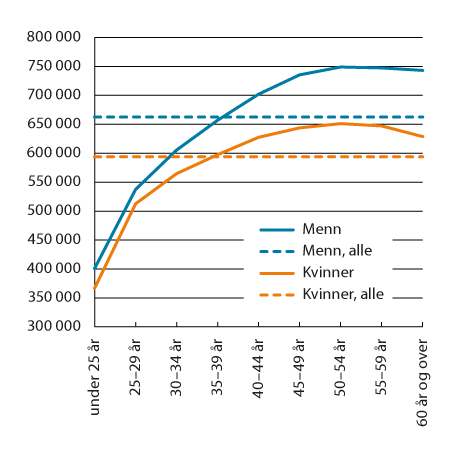 800 000
750 000
700 000
650 000
600 000
550 000
500 000
450 000
400 000
350 000
300 000
Menn
Menn, alle
Kvinner
Kvinner, alle
under 25 år
25–29 år
30–34 år
35–39 år
40–44 år
45–49 år
50–54 år
55–59 år
60 år og over